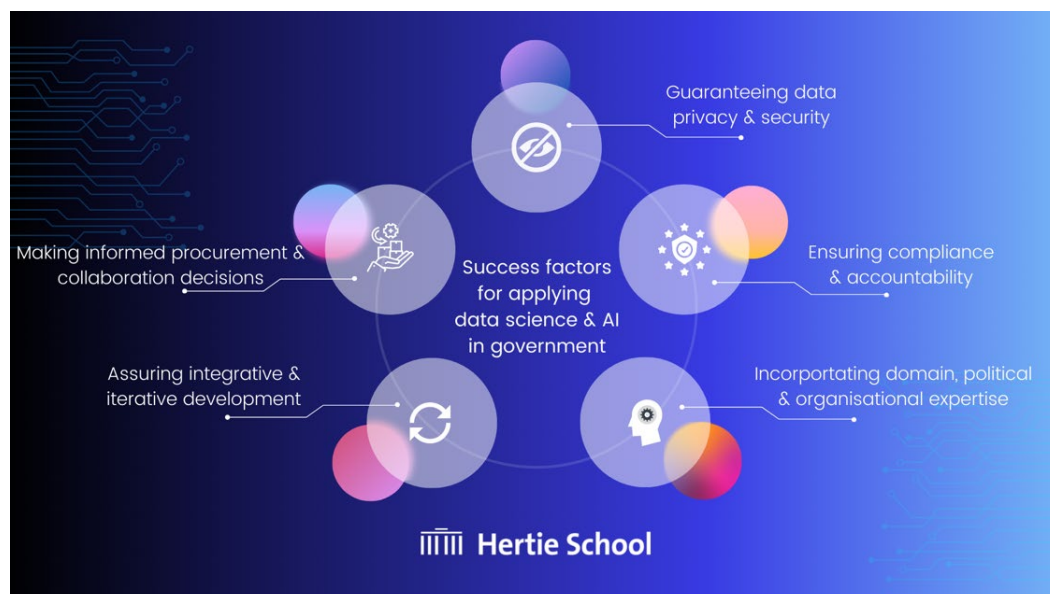 Guaranteeing data
privacy & security
Making informed procurement &
collaboration decisions
Success factors
for applying
data science & AI
in government
Ensuring compliance
& accountability
Assuring integrative &
iterative development
Incorportating domain, political
& organisational expertise
Hertie School